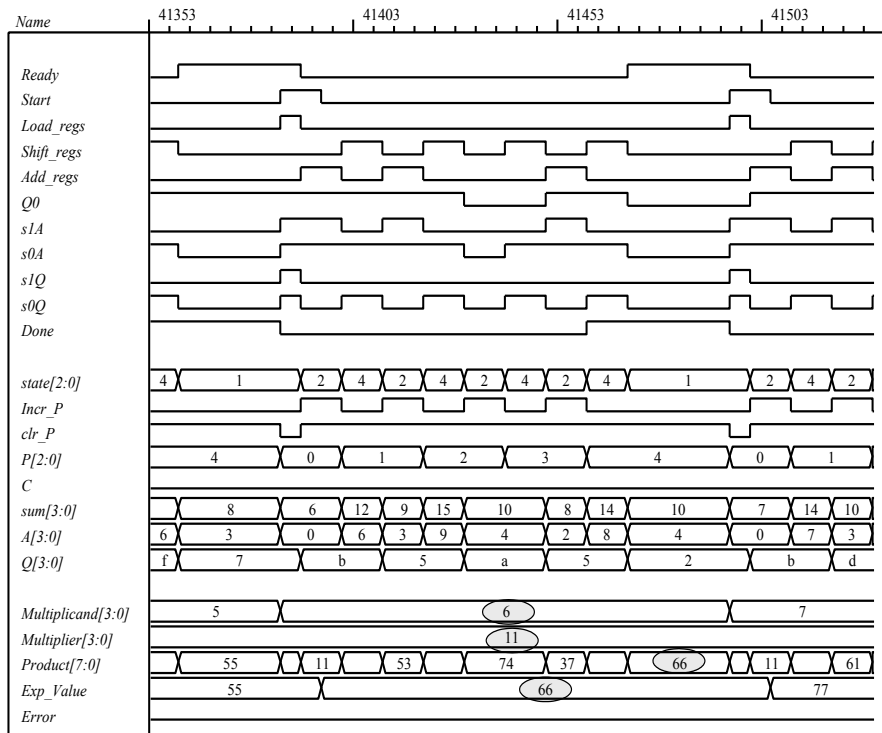 Name 41353 41403 41453 41503
Ready
Start
Load_regs
Shift_regs
Add_regs
Q0
s1A
s0A
s1Q
s0Q
Done
state[2:0] 4 1 2 4 2 4 2 4 2 4 1 2 4 2
Incr_P
clr_P
P[2:0] 4 0 1 2 3 4 0 1
C
sum[3:0] 8 6 12 9 15 10 8 14 10 7 14 10
A[3:0] 6 3 0 6 3 9 4 2 8 4 0 7 3
Q[3:0] f 7 b 5 a 5 2 b d
Multiplicand[3:0] 5 6 7
Multiplier[3:0] 11
Product[7:0] 55 11 53 74 37 66 11 61
Exp_Value 55 66 77
Error